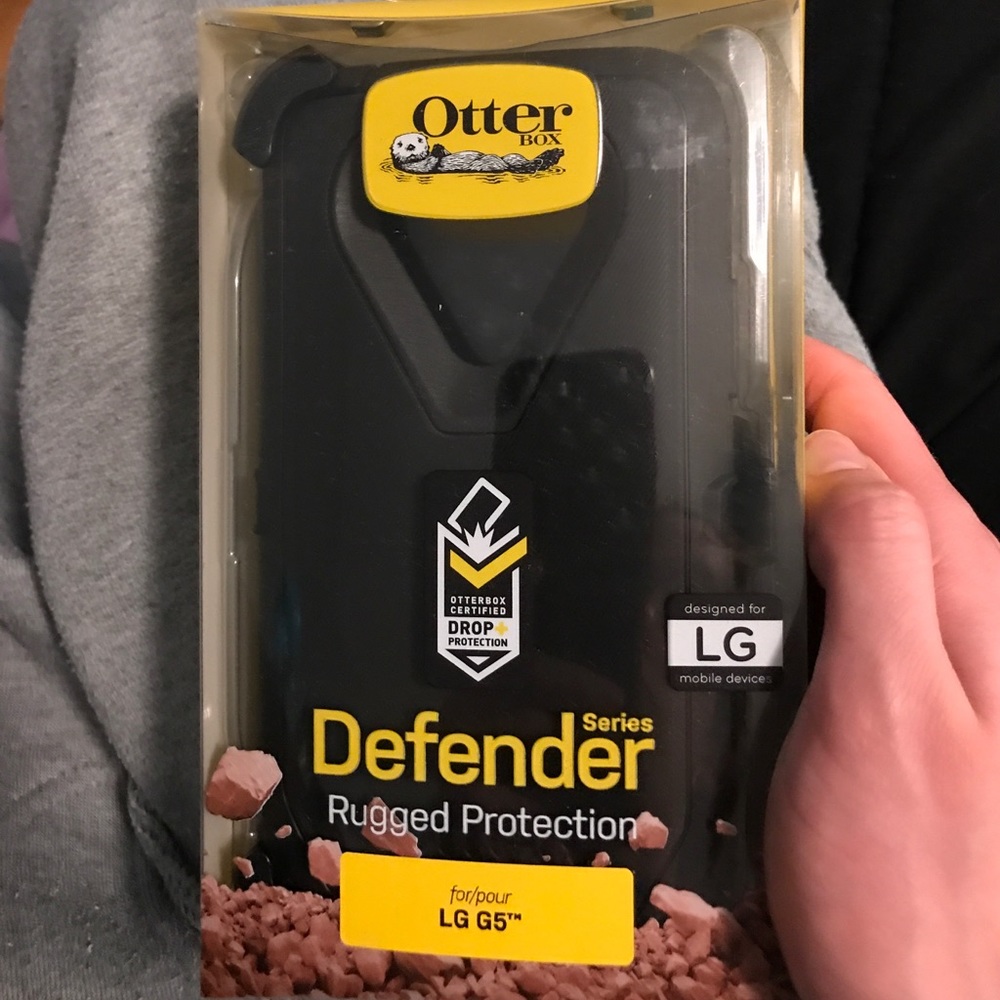 Otter
BOX
OTTERBOX
CERTIFIED
DROP+
PROTECTION
designed for
LG
mobile devices
Defender Series
Rugged Protection
for/pour
LG G5™